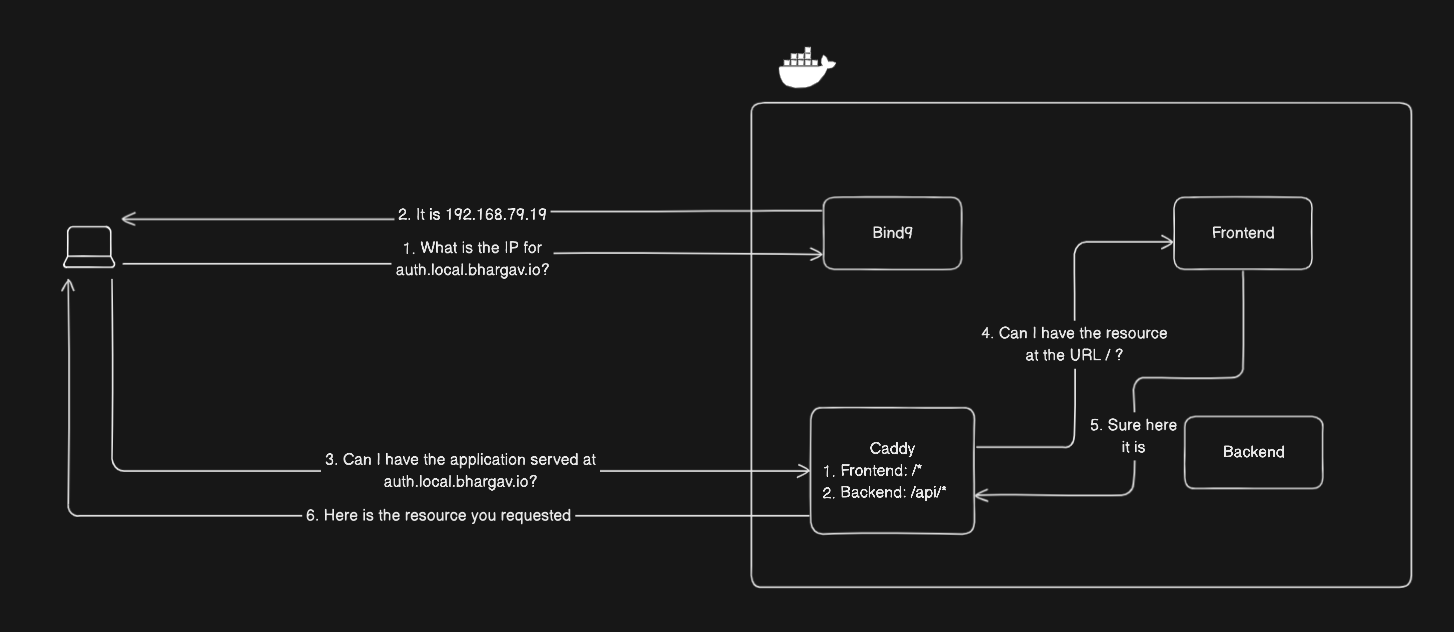 2. It is 192.168.79.19
1. What is the IP for
auth.local.bhargav.io?
Bind9
Frontend
4. Can I have the resource
at the URL / ?
3. Can I have the application served at
auth.local.bhargav.io?
6. Here is the resource you requested
Caddy
1. Frontend: /*
2. Backend: /api/*
5. Sure here
it is
Backend